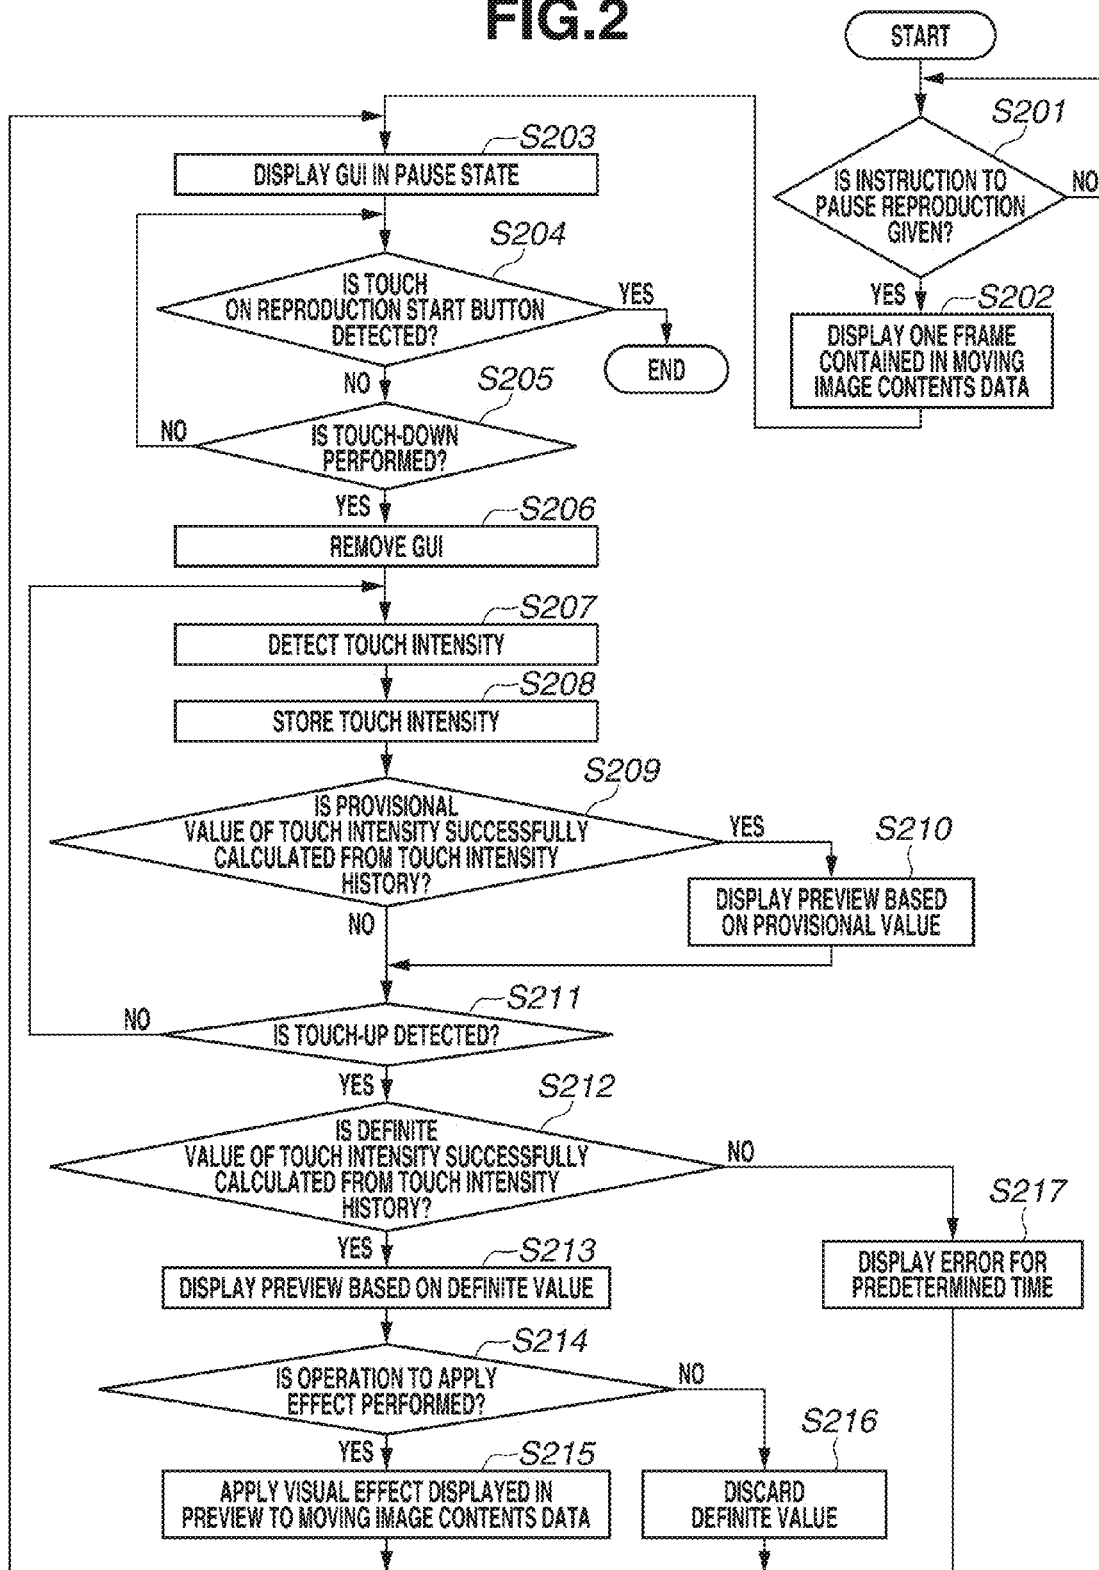 FIG.2
START
S201
IS INSTRUCTION TO
PAUSE REPRODUCTION
GIVEN?
NO
YES
S202
DISPLAY ONE FRAME
CONTAINED IN MOVING
IMAGE CONTENTS DATA
S203
DISPLAY GUI IN PAUSE STATE
S204
IS TOUCH
ON REPRODUCTION START BUTTON
DETECTED?
YES
END
NO
S205
IS TOUCH-DOWN
PERFORMED?
NO
YES
S206
REMOVE GUI
S207
DETECT TOUCH INTENSITY
S208
STORE TOUCH INTENSITY
S209
IS PROVISIONAL
VALUE OF TOUCH INTENSITY SUCCESSFULLY
CALCULATED FROM TOUCH INTENSITY
HISTORY?
YES
S210
DISPLAY PREVIEW BASED
ON PROVISIONAL VALUE
NO
S211
IS TOUCH-UP DETECTED?
NO
YES
S212
IS DEFINITE
VALUE OF TOUCH INTENSITY SUCCESSFULLY
CALCULATED FROM TOUCH INTENSITY
HISTORY?
NO
S217
DISPLAY ERROR FOR
PREDETERMINED TIME
YES
S213
DISPLAY PREVIEW BASED ON DEFINITE VALUE
S214
IS OPERATION TO APPLY
EFFECT PERFORMED?
NO
S216
DISCARD
DEFINITE VALUE
YES
S215
APPLY VISUAL EFFECT DISPLAYED IN
PREVIEW TO MOVING IMAGE CONTENTS DATA